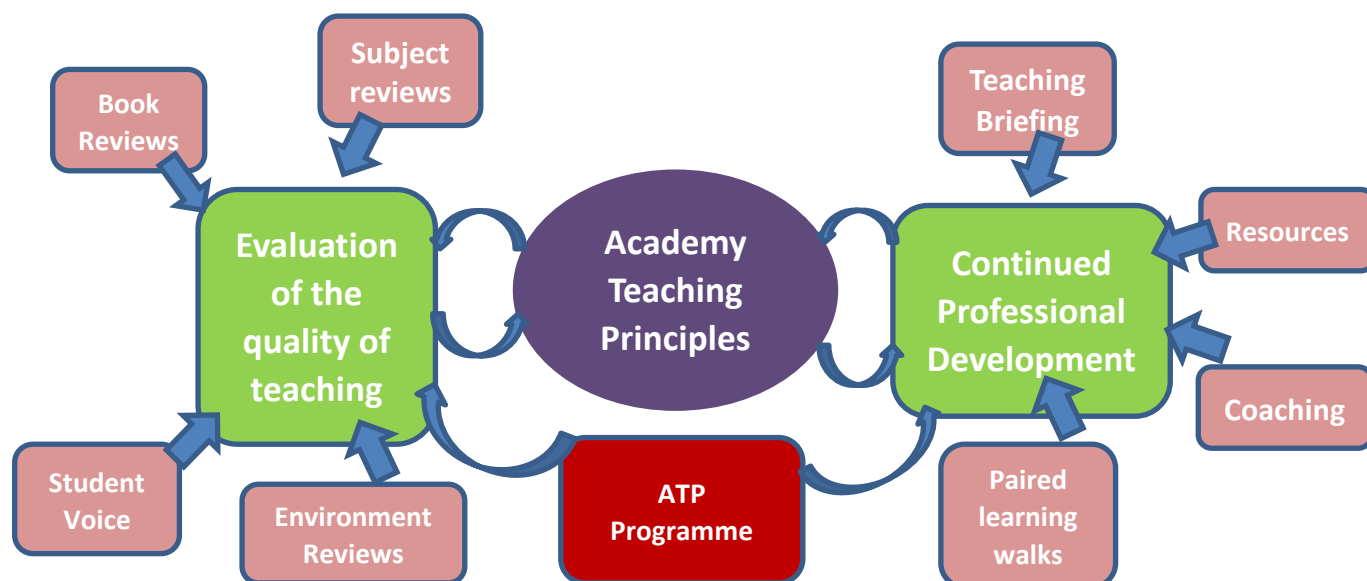 Subject
reviews
Book
Reviews
Teaching
Briefing
Evaluation
of the
quality of
teaching
Academy
Teaching
Principles
Continued
Professional
Development
Resources
Coaching
Student
Voice
Environment
Reviews
ATP
Programme
Paired
learning
walks